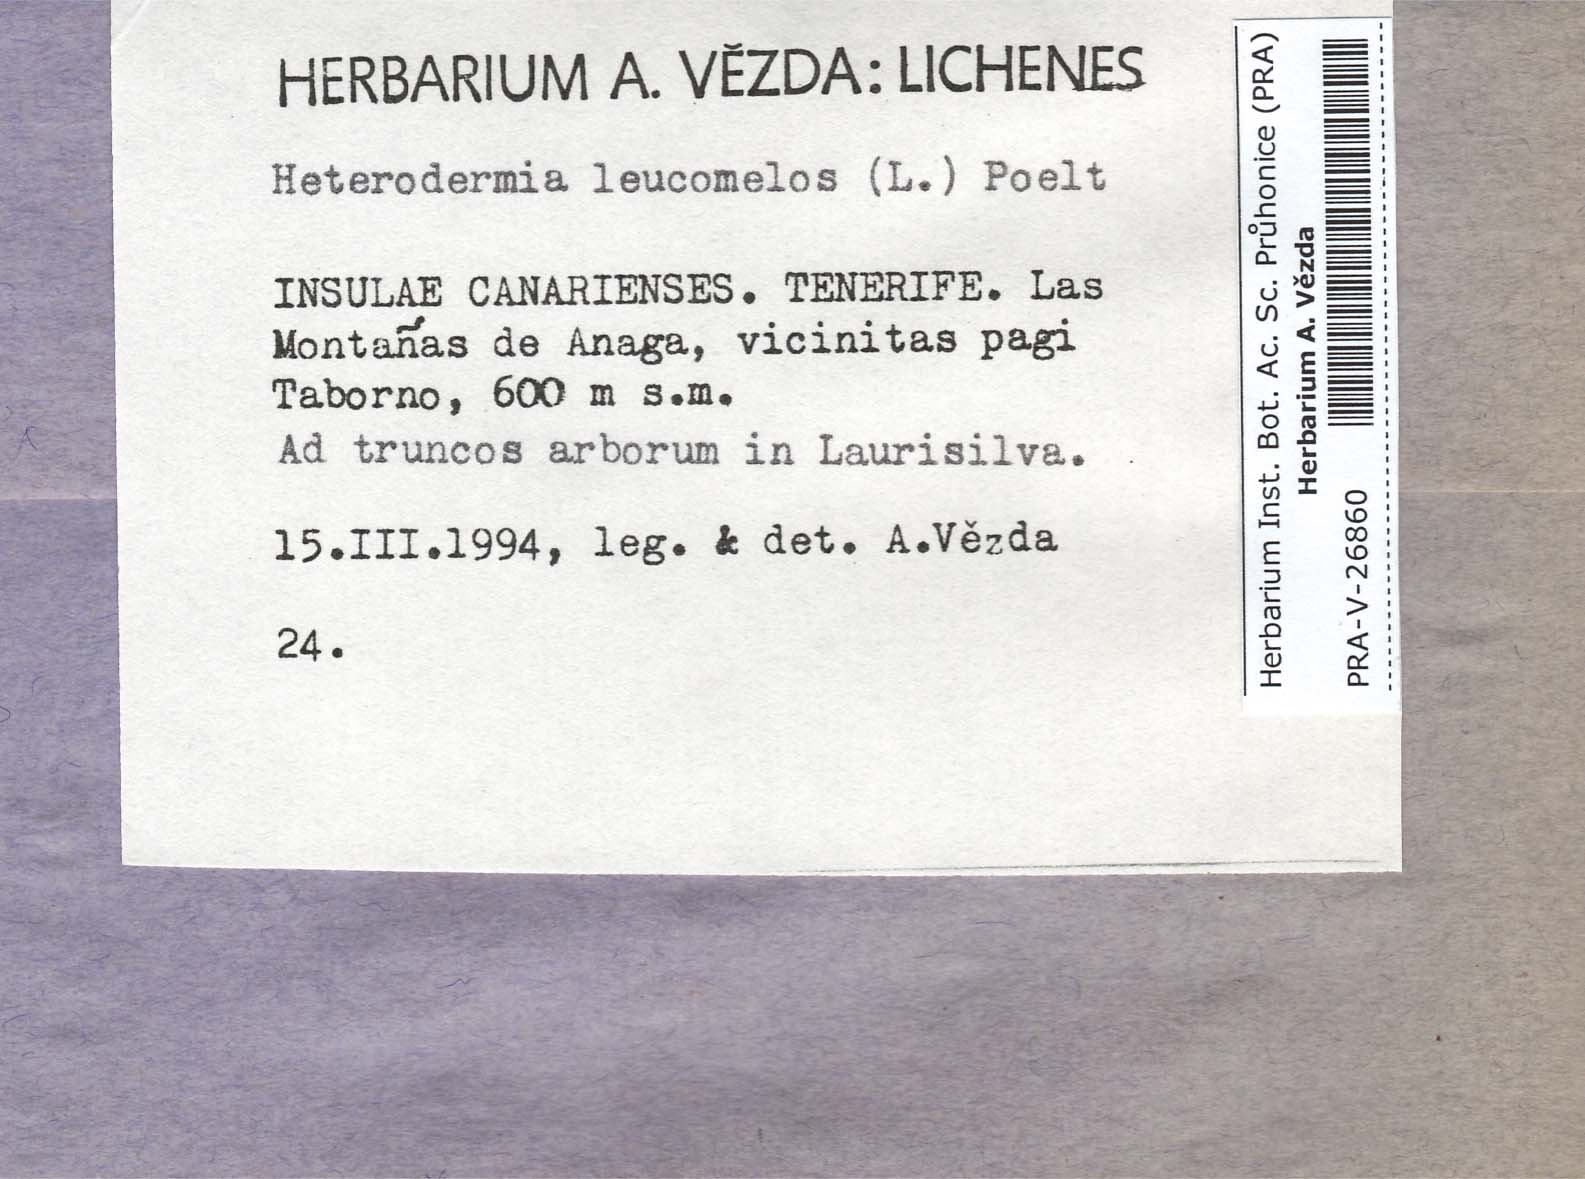 HERBARIUM A. VĚZDA: LICHENES
Heterodermia leucomelos (L.) Poelt
INSULAE CANARIENSES. TENERIFE. Las
Montañas de Anaga, vicinitas pagi
Taborno, 600 m s.m.
Ad truncos arborum in Laurisilva.
15.III.1994, leg. & det. A.Vězda
24.
Herbarium Inst. Bot. Ac. Sc. Průhonice (PRA)
Herbarium A. Vězda
PRA-V-26860